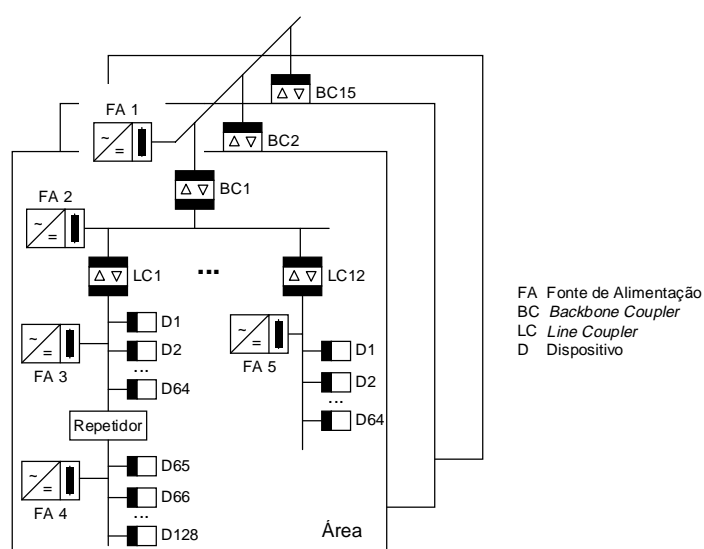 BC15
FA 1
BC2
~
=
BC1
FA 2
~
=
LC1
...
LC12
D1
D2
...
D64
~
=
FA 3
~
=
FA 5
D1
D2
...
D64
Repetidor
~
=
FA 4
D65
D66
...
D128
Área
FA Fonte de Alimentação
BC Backbone Coupler
LC Line Coupler
D Dispositivo